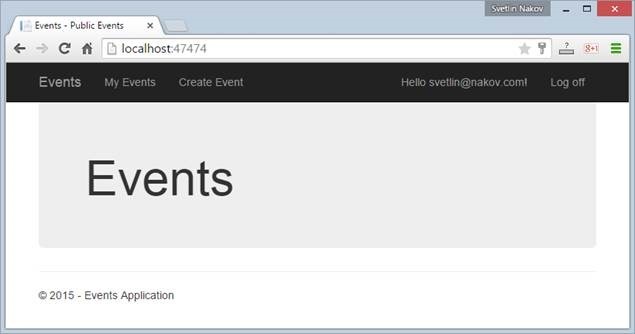 Svetlin Nakov
Events - Public Events
localhost:47474
Events My Events Create Event Hello svetlin@nakov.com! Log off
Events
© 2015 - Events Application